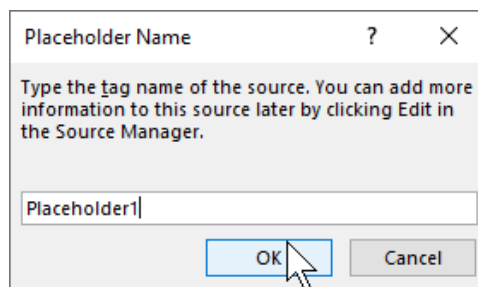 Placeholder Name ? ×
Type the tag name of the source. You can add more
information to this source later by clicking Edit in
the Source Manager.
Placeholder1
OK Cancel